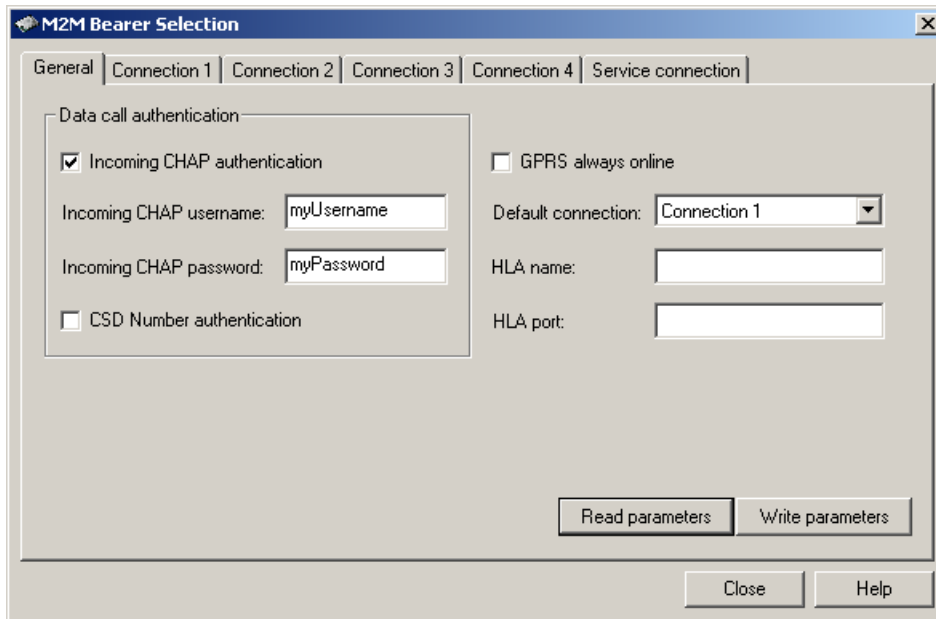 M2M Bearer Selection
General Connection 1 Connection 2 Connection 3 Connection 4 Service connection
Data call authentication
Incoming CHAP authentication
GPRS always online
Incoming CHAP username: myUsername
Default connection: Connection 1
Incoming CHAP password: myPassword
HLA name:
CSD Number authentication
HLA port:
Read parameters Write parameters
Close Help